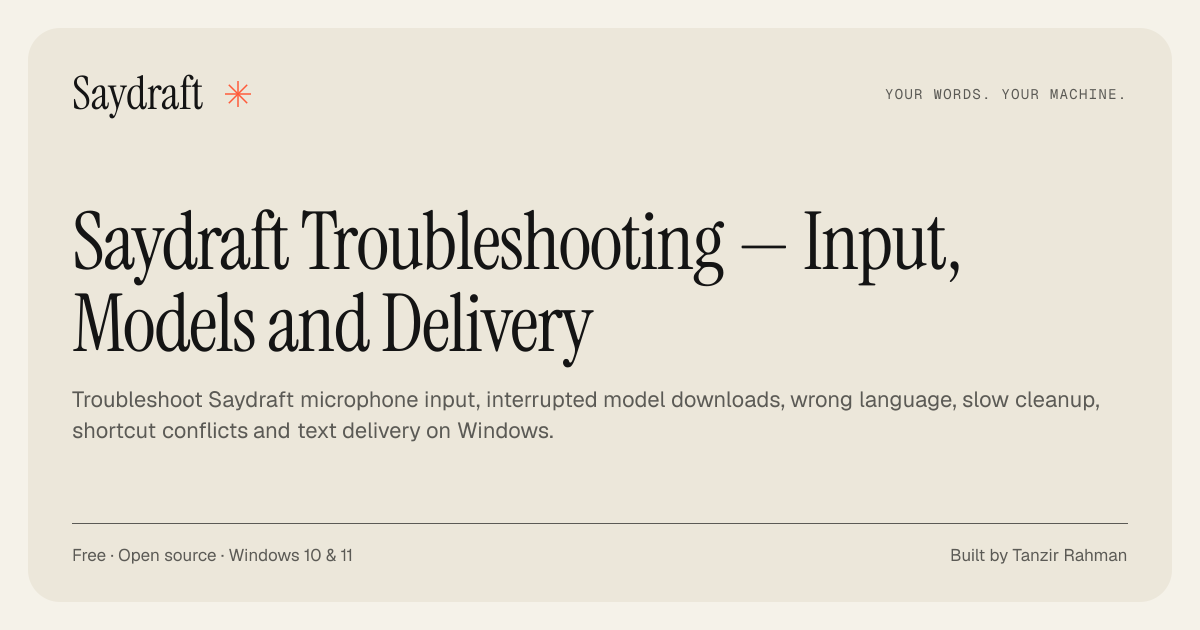 Saydraft
YOUR WORDS. YOUR MACHINE.
Saydraft Troubleshooting — Input,
Models and Delivery
Troubleshoot Saydraft microphone input, interrupted model downloads, wrong language, slow cleanup,
shortcut conflicts and text delivery on Windows.
Free · Open source · Windows 10 & 11
Built by Tanzir Rahman